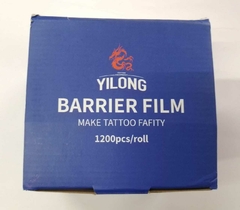 YILONG
BARRIER FILM
MAKE TATTOO FAFITY
1200pcs/roll